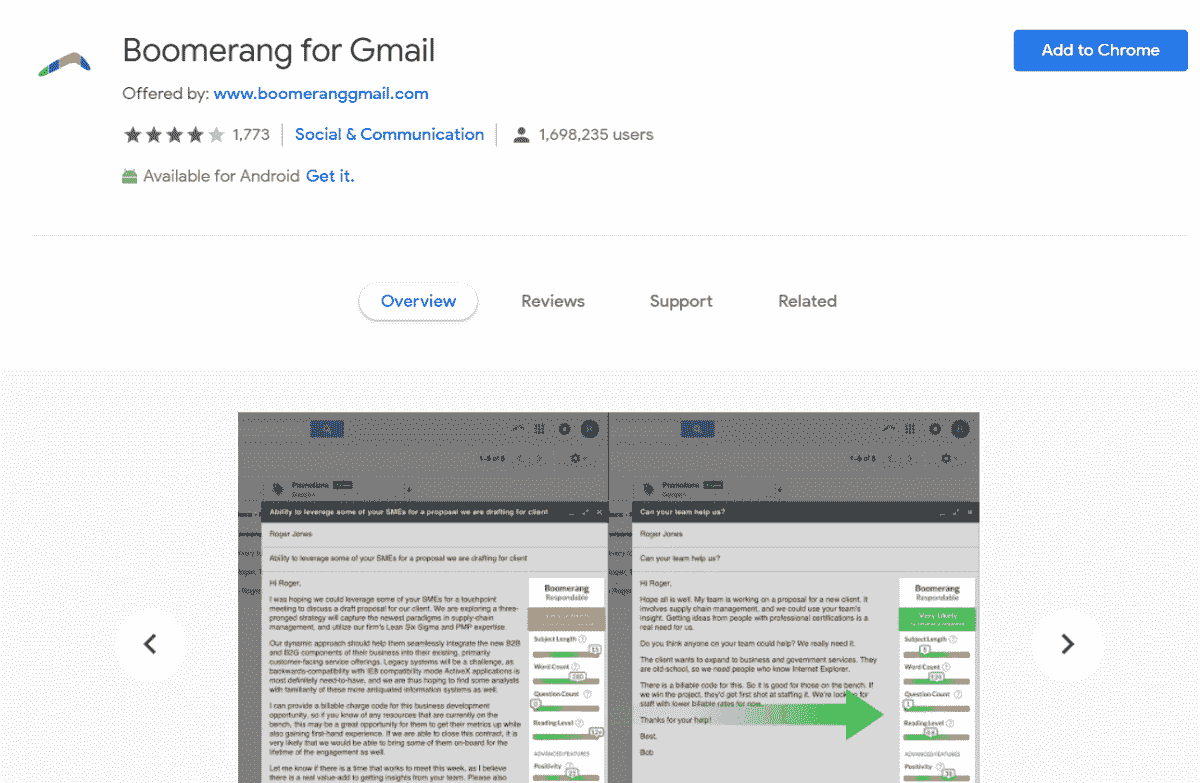 Boomerang for Gmail
Add to Chrome
Offered by: www.boomeranggmail.com
1,773
Social & Communication
1,698,235 users
Available for Android Get it.
Overview
Reviews
Support
Related
1-6 of 6
Promotions
Ability to leverage some of your SMEs for a proposal we are drafting for client
Roger Jones
Ability to leverage some of your SMEs for a proposal we are drafting for client
Hi Roger,
I was hoping we could leverage some of your SMEs for a touchpoint
meeting to discuss a draft proposal for our client. We are exploring a three-
pronged strategy will capture the newest paradigms in supply-chain
management, and utilize our firm's Lean Six Sigma and PMP expertise.
Our dynamic approach should help them seamlessly integrate the new B2B
and B2G components of their business into their existing, primarily
customer-facing service offerings. Legacy systems will be a challenge, as
backwards-compatibility with IE8 compatibility mode ActiveX applications is
most definitely need-to-have, and we are thus hoping to find some analysts
with familiarity of these more antiquated information systems as well.
I can provide a billable charge code for this business development
opportunity, so if you know of any resources that are currently on the
bench, this may be a great opportunity for them to get their metrics up while
also gaining first-hand experience. If we are able to close this contract, it is
very likely that we would be able to bring some of them on-board for the
lifetime of the engagement as well.
Let me know if there is a time that works to meet this week, as I believe
there is a real value-add to getting insights from your team. Please also
Boomerang
Respondable
Subject Length
15
Word Count
Question Count
0
Reading Level
ADVANCED FEATURES
Positivity
1-6 of 6
Promotions
Can your team help us?
Roger Jones
Can your team help us?
Hi Roger,
Hope all is well. My team is working on a proposal for a new client. It
involves supply chain management, and we could use your team's
insight. Getting ideas from people with professional certifications is a
real need for us.
Do you think anyone on your team could help? We really need it.
The client wants to expand to business and government services. They
are old-school, so we need people who know Internet Explorer.
There is a billable code for this. So it is good for those on the bench. If
we win the project, they'd get first shot at staffing it. We're looking for
staff with lower billable rates for now.
Thanks for your help!
Best,
Bob
Boomerang
Respondable
Very Likely
Subject Length
5
Word Count
Question Count
1
Reading Level
ADVANCED FEATURES
Positivity